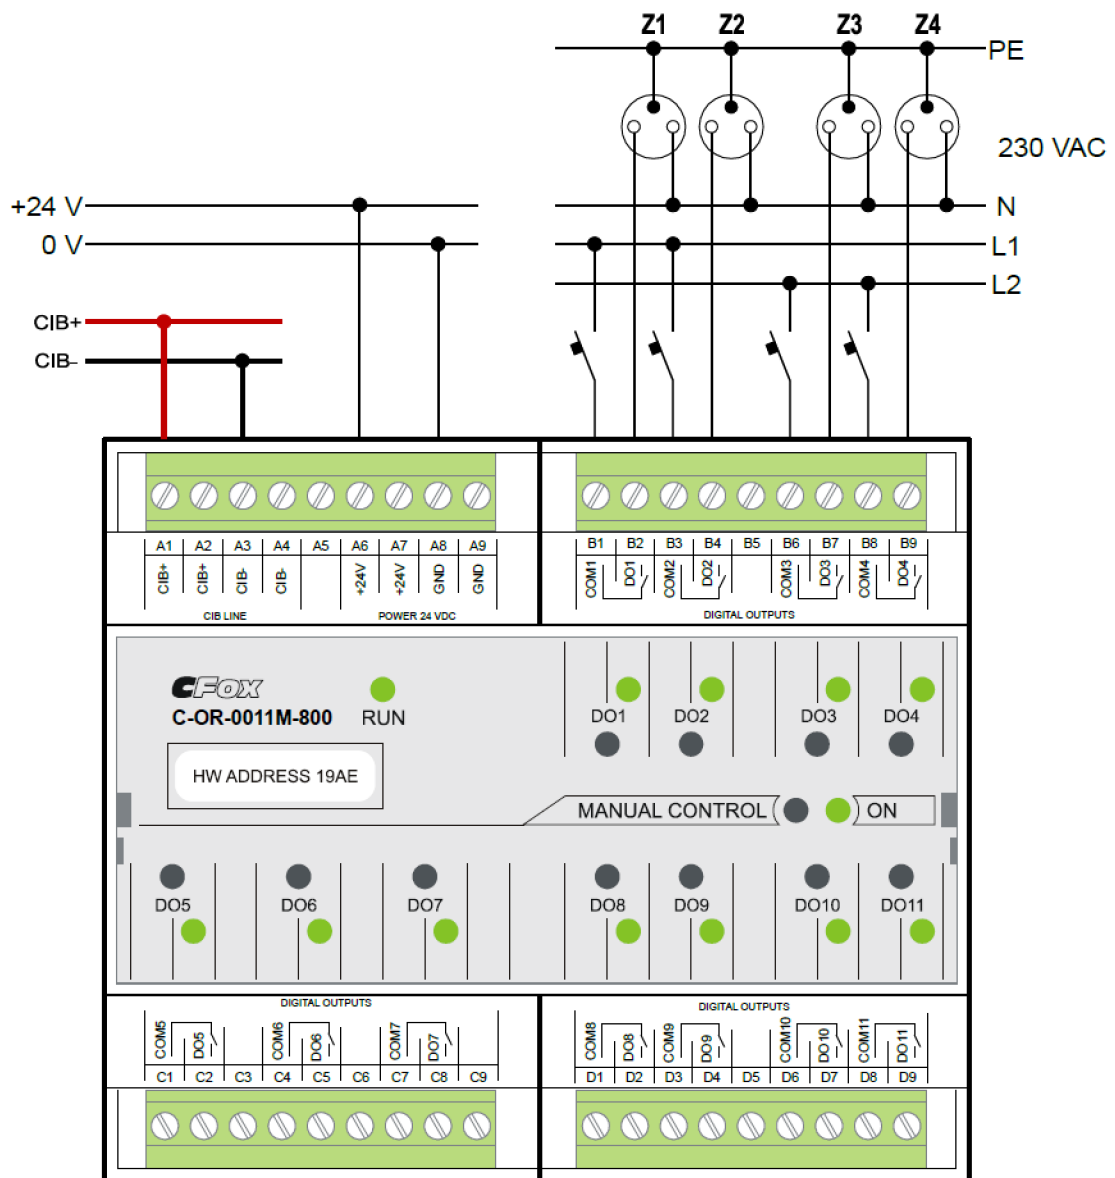 Z1 Z2 Z3 Z4
PE
230 VAC
+24 V
N
0 V
L1
L2
CIB+
CIB–
A1 A2 A3 A4 A5 A6 A7 A8 A9
B1 B2 B3 B4 B5 B6 B7 B8 B9
CIB+ CIB+ CIB- CIB- +24V +24V GND GND
COM1 DO1 COM2 DO2 COM3 DO3 COM4 DO4
CIB LINE
POWER 24 VDC
DIGITAL OUTPUTS
CFox
C-OR-0011M-800
RUN
DO1 DO2 DO3 DO4
HW ADDRESS 19AE
MANUAL CONTROL ON
DO5 DO6 DO7 DO8 DO9 DO10 DO11
DIGITAL OUTPUTS
DIGITAL OUTPUTS
COM5 DO5 COM6 DO6 COM7 DO7
COM8 DO8 COM9 DO9 COM10 DO10 COM11 DO11
C1 C2 C3 C4 C5 C6 C7 C8 C9
D1 D2 D3 D4 D5 D6 D7 D8 D9